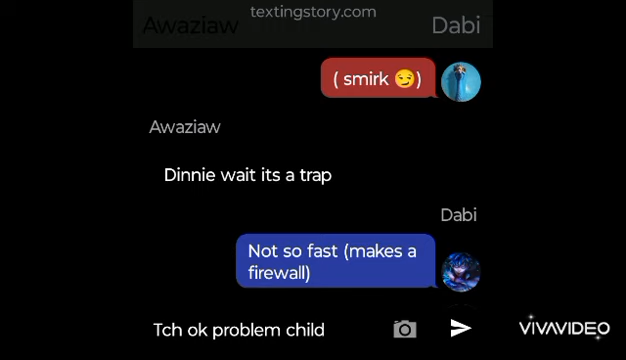 textingstory.com
Awaziaw
Dabi
( smirk 😏)
Awaziaw
Dinnie wait its a trap
Dabi
Not so fast (makes a
firewall)
Tch ok problem child
VIVAVIDEO